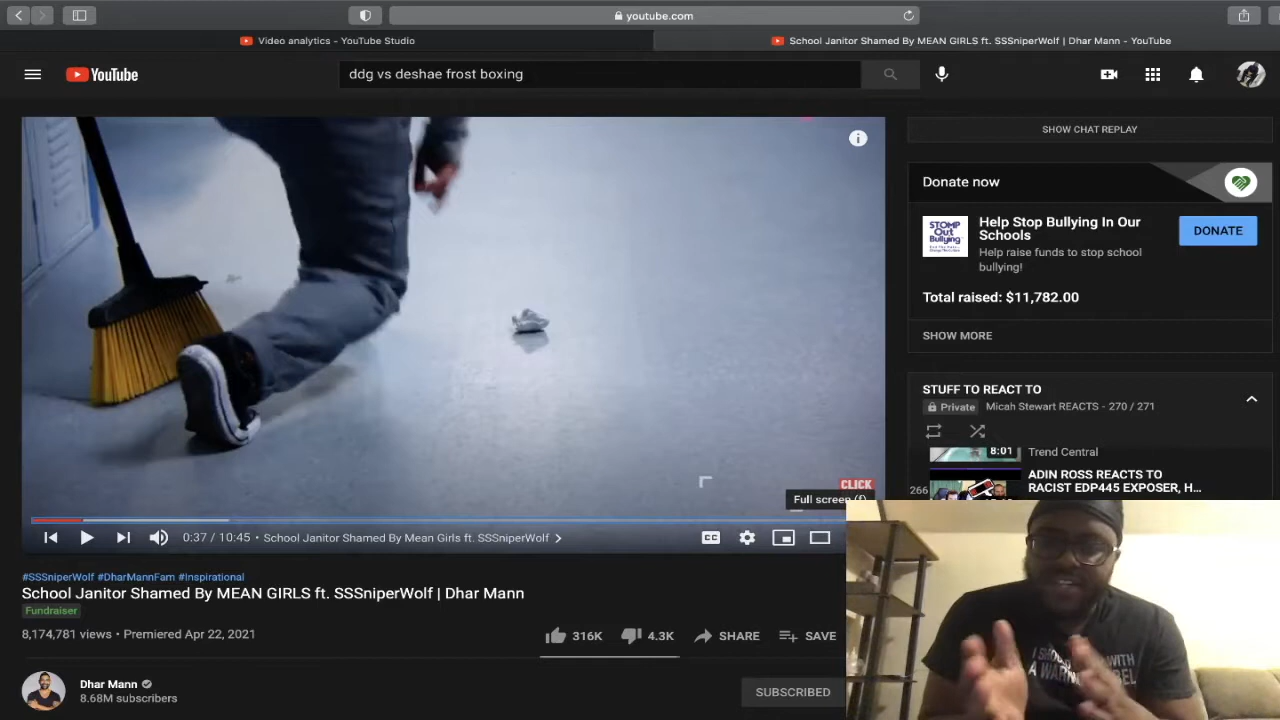 youtube.com
Video analytics - YouTube Studio
School Janitor Shamed By MEAN GIRLS ft. SSSniperWolf | Dhar Mann - YouTube
YouTube
ddg vs deshae frost boxing
SHOW CHAT REPLAY
Donate now
STOMP
Out
Bullying
Help Stop Bullying In Our
Schools
Help raise funds to stop school
bullying!
DONATE
Total raised: $11,782.00
SHOW MORE
STUFF TO REACT TO
Private
Micah Stewart REACTS - 270 / 271
8:01
Trend Central
266
ADIN ROSS REACTS TO
RACIST EDP445 EXPOSER, H...
CLICK
Full screen (f)
0:37 / 10:45 • School Janitor Shamed By Mean Girls ft. SSSniperWolf
CC
#SSSniperWolf #DharMannFam #Inspirational
School Janitor Shamed By MEAN GIRLS ft. SSSniperWolf | Dhar Mann
Fundraiser
8,174,781 views • Premiered Apr 22, 2021
316K
4.3K
SHARE
SAVE
Dhar Mann
8.68M subscribers
SUBSCRIBED
WITH